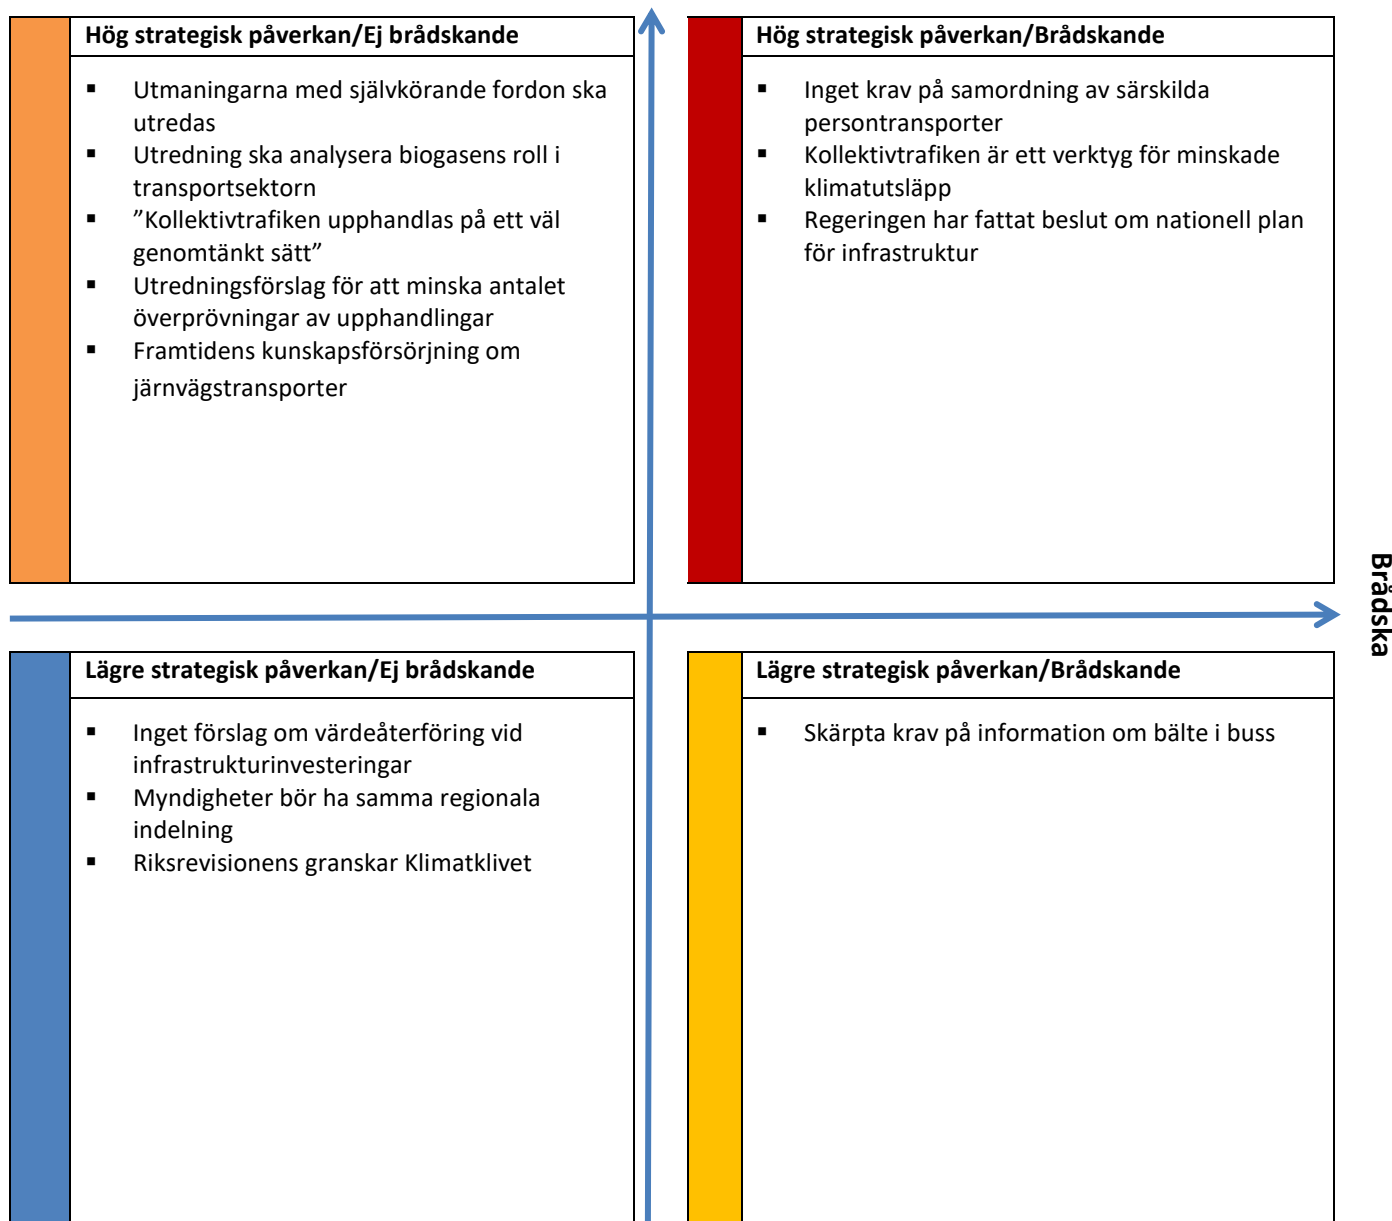 Hög strategisk påverkan/Ej brådskande
▪ Utmaningarna med självkörande fordon ska
utredas
▪ Utredning ska analysera biogasens roll i
transportsektorn
▪ ”Kollektivtrafiken upphandlas på ett väl
genomtänkt sätt”
▪ Utredningsförslag för att minska antalet
överprövningar av upphandlingar
▪ Framtidens kunskapsförsörjning om
järnvägstransporter
Hög strategisk påverkan/Brådskande
▪ Inget krav på samordning av särskilda
persontransporter
▪ Kollektivtrafiken är ett verktyg för minskade
klimatutsläpp
▪ Regeringen har fattat beslut om nationell plan
för infrastruktur
Brådska
Lägre strategisk påverkan/Ej brådskande
▪ Inget förslag om värdeåterföring vid
infrastrukturinvesteringar
▪ Myndigheter bör ha samma regionala
indelning
▪ Riksrevisionens granskar Klimatklivet
Lägre strategisk påverkan/Brådskande
▪ Skärpta krav på information om bälte i buss